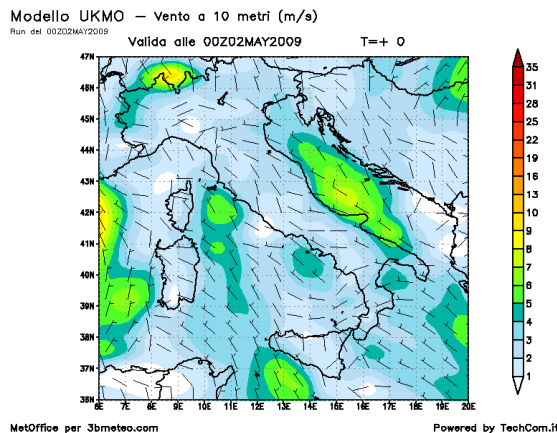 Modello UKMO – Vento a 10 metri (m/s)
Run del 00Z02MAY2009
Valida alle 00Z02MAY2009 T=+ 0
47N
46N
45N
44N
43N
42N
41N
40N
39N
38N
37N
36N
6E 7E 8E 9E 10E 11E 12E 13E 14E 15E 16E 17E 18E 19E 20E
35
31
28
25
22
19
16
13
10
9
8
7
6
5
4
3
2
1
MetOffice per 3bmeteo.com Powered by TechCom.it